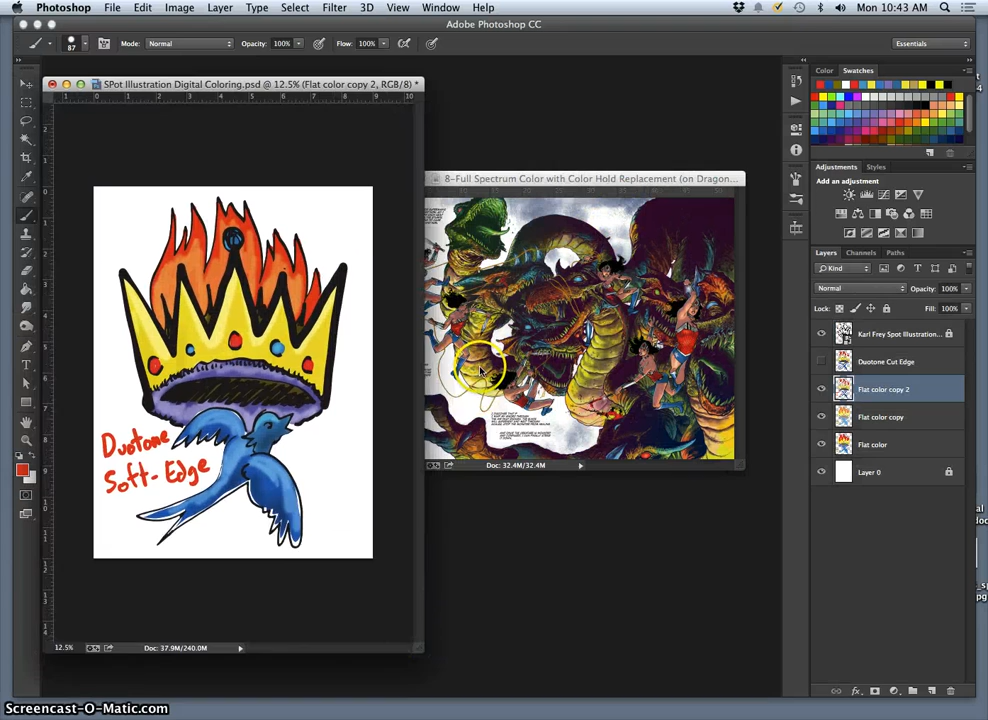 Photoshop File Edit Image Layer Type Select Filter 3D View Window Help Mon 10:43 AM
Adobe Photoshop CC
87 Mode: Normal Opacity: 100% Flow: 100% Essentials
SPot Illustration Digital Coloring.psd @ 12.5% (Flat color copy 2, RGB/8) *
8-Full Spectrum Color with Color Hold Replacement (on Dragon...
Color Swatches
Adjustments Styles
Add an adjustment
Layers Channels Paths
Kind
Normal Opacity: 100%
Lock: Fill: 100%
Karl Frey Spot Illustration...
Duotone Cut Edge
Flat color copy 2
Flat color copy
Flat color
Layer 0
Duotone
Soft-Edge
Doc: 32.4M/32.4M
12.5% Doc: 37.9M/240.0M
Screencast-O-Matic.com